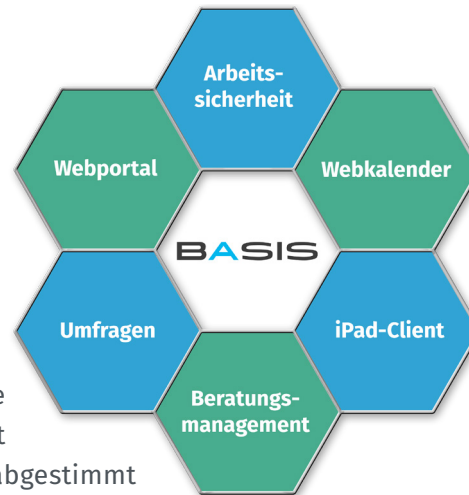 Arbeits-
sicherheit
Webportal
Webkalender
BASIS
Umfragen
iPad-Client
Beratungs-
management
e
t
abgestimmt